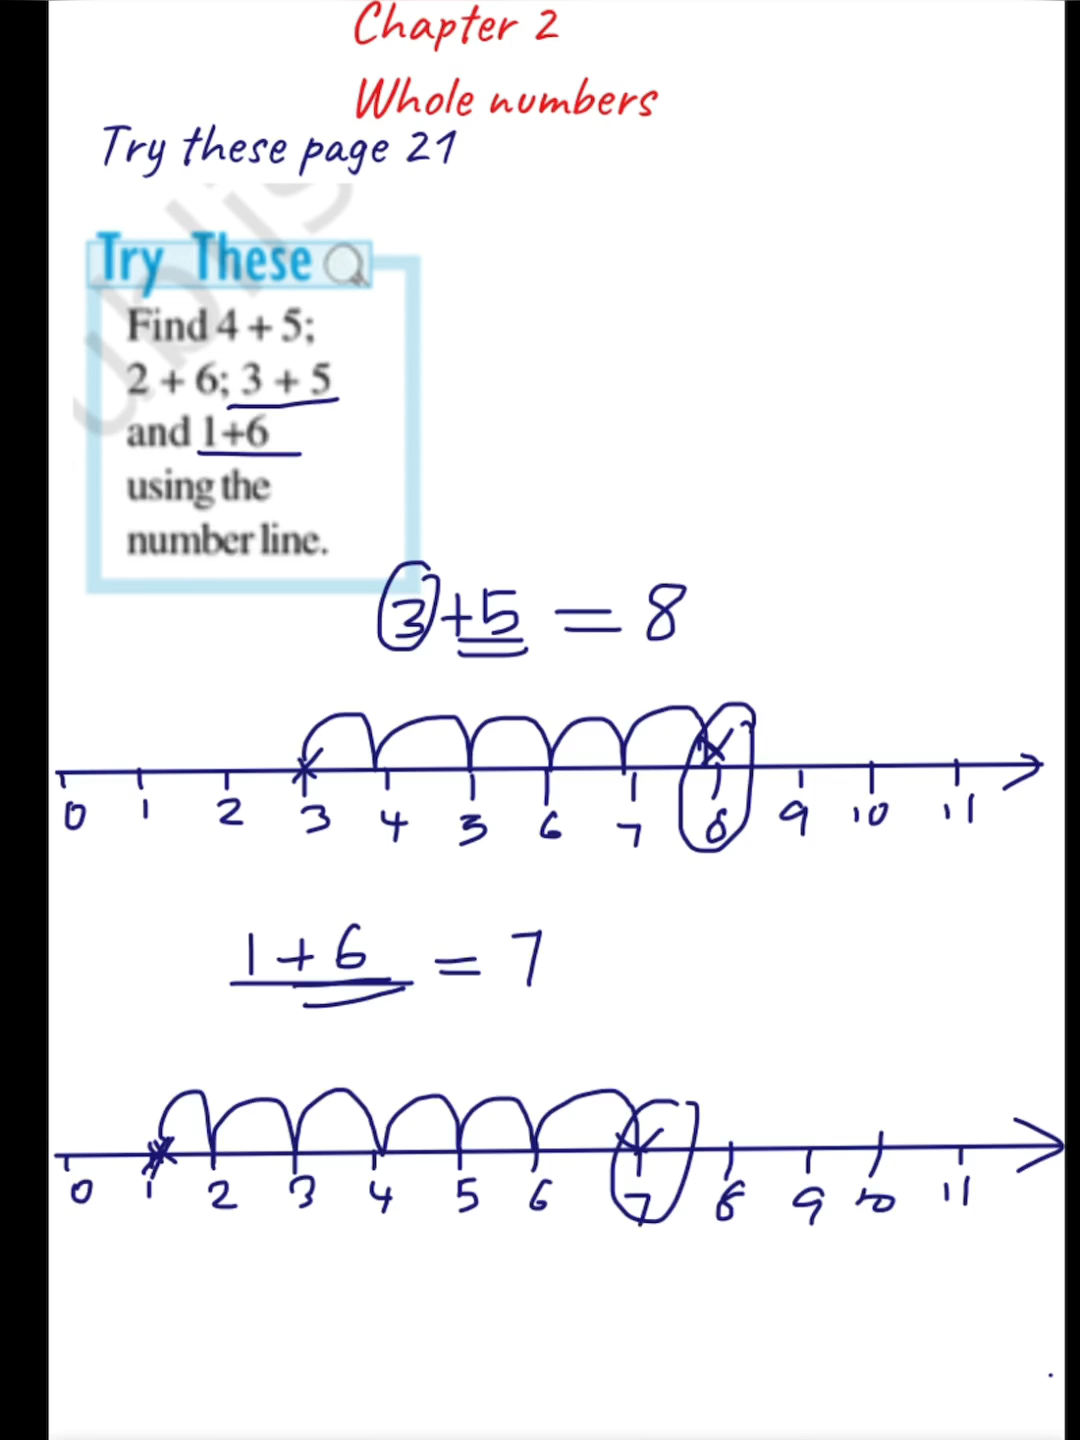 Chapter 2
Whole numbers
Try these page 21
Try These
Find 4 + 5;
2 + 6; 3 + 5
and 1+6
using the
number line.
3 + 5 = 8
0 1 2 3 4 5 6 7 8 9 10 11
1 + 6 = 7
0 1 2 3 4 5 6 7 8 9 10 11